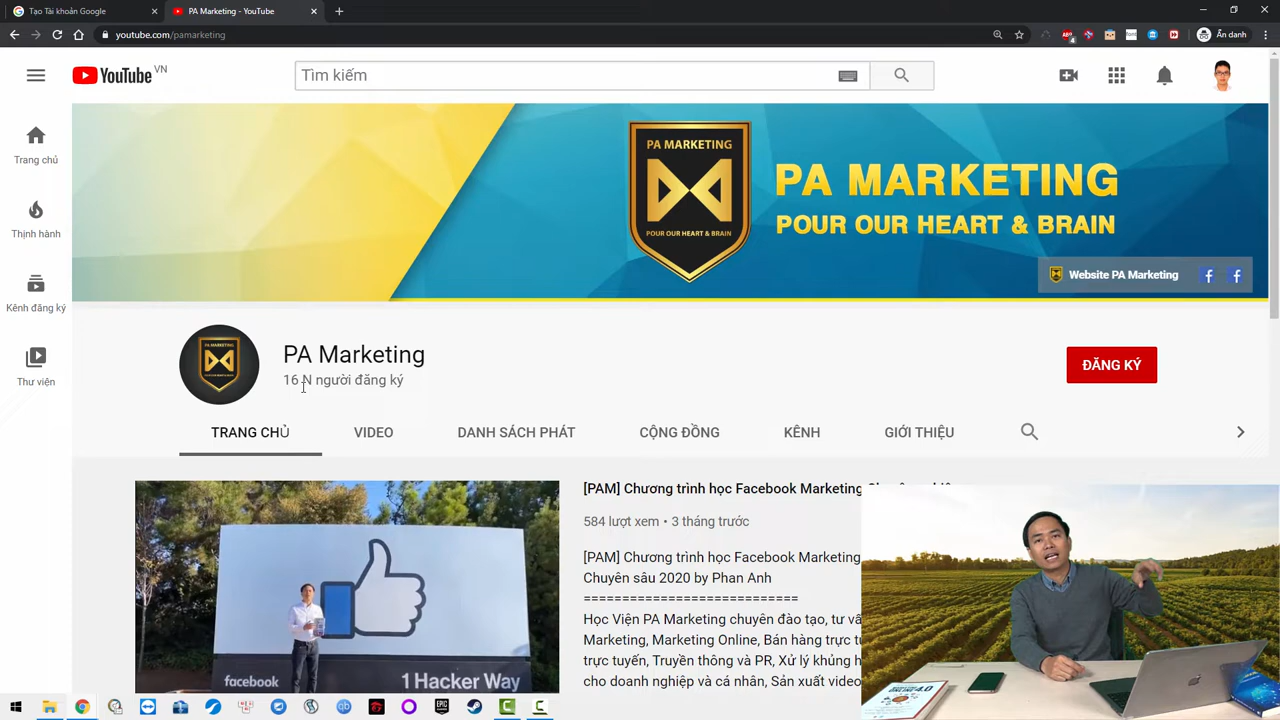 Tạo Tài khoản Google
PA Marketing - YouTube
youtube.com/pamarketing
Ẩn danh
YouTube VN
Tìm kiếm
Trang chủ
Thịnh hành
Kênh đăng ký
Thư viện
PA MARKETING
POUR OUR HEART & BRAIN
PA MARKETING
POUR OUR HEART & BRAIN
Website PA Marketing
PA MARKETING
PA Marketing
16 N người đăng ký
ĐĂNG KÝ
TRANG CHỦ
VIDEO
DANH SÁCH PHÁT
CỘNG ĐỒNG
KÊNH
GIỚI THIỆU
[PAM] Chương trình học Facebook Marketing
584 lượt xem • 3 tháng trước
[PAM] Chương trình học Facebook Marketing
Chuyên sâu 2020 by Phan Anh
===========================
Học Viện PA Marketing chuyên đào tạo, tư vấ
Marketing, Marketing Online, Bán hàng trực tu
trực tuyến, Truyền thông và PR, Xử lý khủng h
cho doanh nghiệp và cá nhân, Sản xuất video
facebook
1 Hacker Way